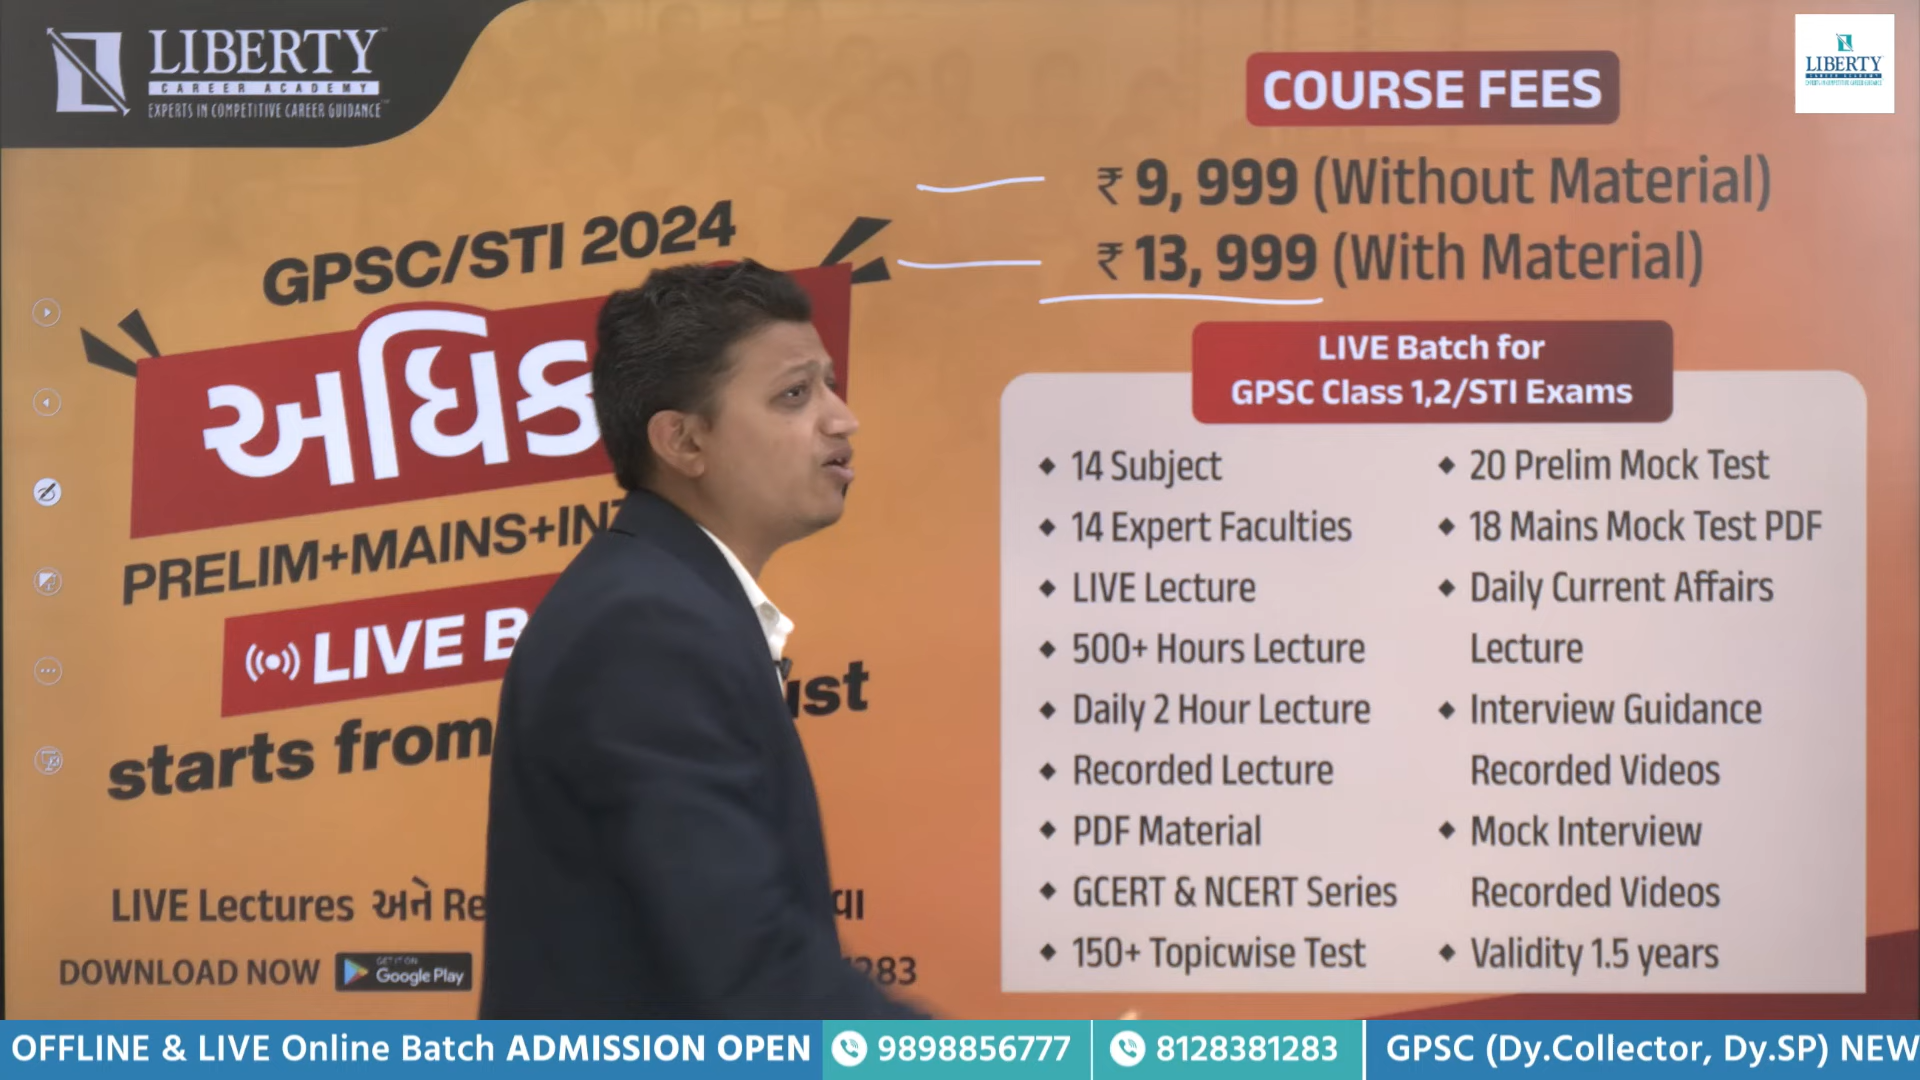 LIBERTY
CAREER ACADEMY
EXPERTS IN COMPETITIVE CAREER GUIDANCE
GPSC/STI 2024
PRELIM+MAINS+
LIVE
starts from
LIVE Lectures અને
DOWNLOAD NOW
GET IT ON
Google Play
COURSE FEES
₹ 9, 999 (Without Material)
₹ 13, 999 (With Material)
LIVE Batch for
GPSC Class 1,2/STI Exams
14 Subject
14 Expert Faculties
LIVE Lecture
500+ Hours Lecture
Daily 2 Hour Lecture
Recorded Lecture
PDF Material
GCERT & NCERT Series
150+ Topicwise Test
20 Prelim Mock Test
18 Mains Mock Test PDF
Daily Current Affairs
Lecture
Interview Guidance
Recorded Videos
Mock Interview
Recorded Videos
Validity 1.5 years
LIBERTY
CAREER ACADEMY
OFFLINE & LIVE Online Batch ADMISSION OPEN
9898856777
8128381283
GPSC (Dy.Collector, Dy.SP) NEW